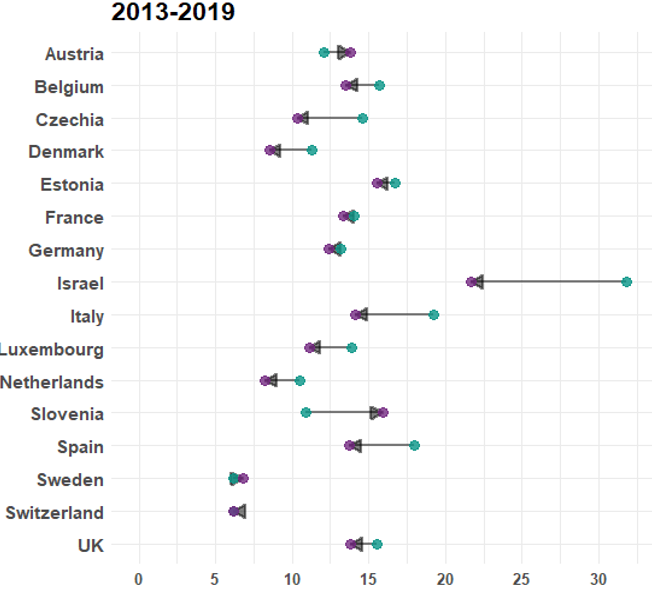 2013-2019
Austria
Belgium
Czechia
Denmark
Estonia
France
Germany
Israel
Italy
Luxembourg
Netherlands
Slovenia
Spain
Sweden
Switzerland
UK
0 5 10 15 20 25 30